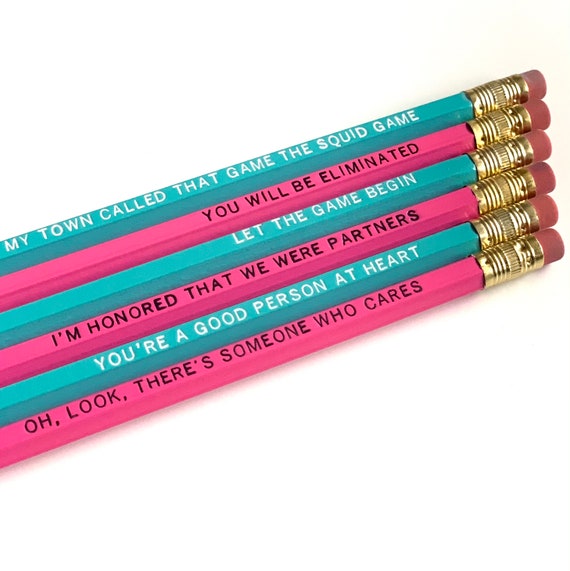 MY TOWN CALLED THAT GAME THE SQUID GAME
YOU WILL BE ELIMINATED
LET THE GAME BEGIN
I'M HONORED THAT WE WERE PARTNERS
YOU'RE A GOOD PERSON AT HEART
OH, LOOK, THERE'S SOMEONE WHO CARES